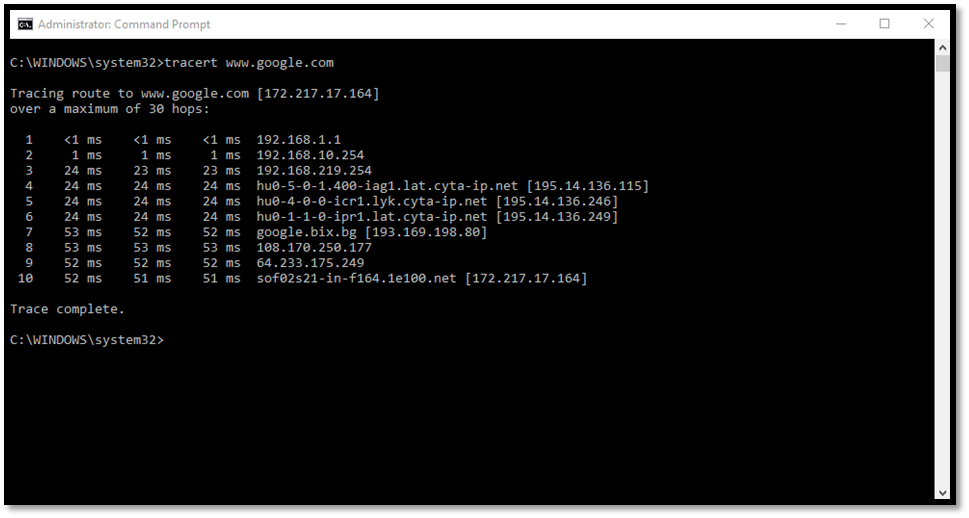 Administrator: Command Prompt
C:\WINDOWS\system32>tracert www.google.com
Tracing route to www.google.com [172.217.17.164]
over a maximum of 30 hops:
1 <1 ms <1 ms <1 ms 192.168.1.1
2 1 ms 1 ms 1 ms 192.168.10.254
3 24 ms 23 ms 23 ms 192.168.219.254
4 24 ms 24 ms 24 ms hu0-5-0-1.400-iag1.lat.cyta-ip.net [195.14.136.115]
5 24 ms 24 ms 24 ms hu0-4-0-0-icr1.lyk.cyta-ip.net [195.14.136.246]
6 24 ms 24 ms 24 ms hu0-1-1-0-ipr1.lat.cyta-ip.net [195.14.136.249]
7 53 ms 52 ms 52 ms google.bix.bg [193.169.198.80]
8 53 ms 53 ms 53 ms 108.170.250.177
9 52 ms 52 ms 52 ms 64.233.175.249
10 52 ms 51 ms 51 ms sof02s21-in-f164.1e100.net [172.217.17.164]
Trace complete.
C:\WINDOWS\system32>